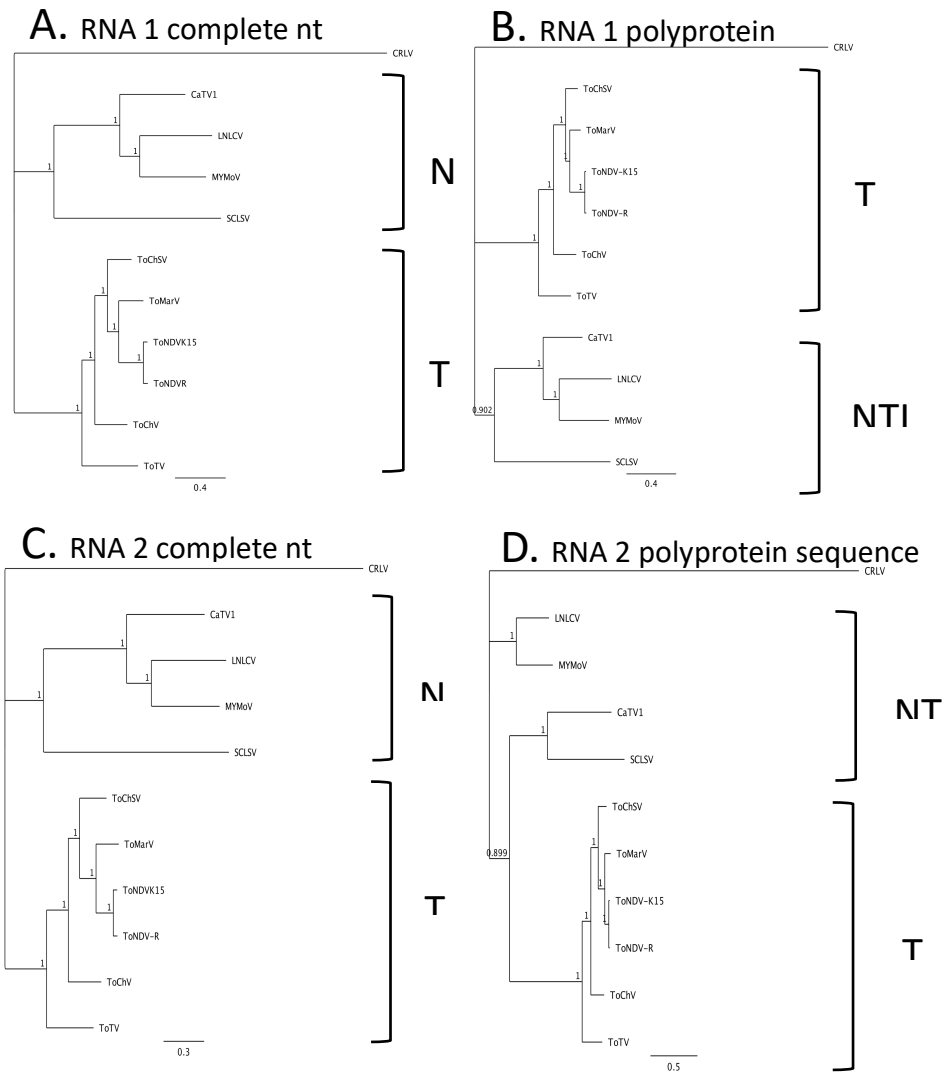 A. RNA 1 complete nt
CRLV
CaTV1
1
LNLCV
1
MYMoV
1
SCLSV
N
ToChSV
1
ToMarV
1
ToNDVK15
1
ToNDVR
1
ToChV
1
ToTV
T
0.4
B. RNA 1 polyprotein
CRLV
ToChSV
1
ToMarV
1
ToNDV-K15
1
ToNDV-R
1
ToChV
1
ToTV
T
CaTV1
1
LNLCV
1
MYMoV
0.902
SCLSV
NTI
0.4
C. RNA 2 complete nt
CRLV
CaTV1
1
LNLCV
1
MYMoV
1
SCLSV
N
ToChSV
1
ToMarV
1
ToNDVK15
1
ToNDV-R
1
ToChV
1
ToTV
T
0.3
D. RNA 2 polyprotein sequence
CRLV
LNLCV
1
MYMoV
CaTV1
1
SCLSV
NT
0.899
ToChSV
1
ToMarV
1
ToNDV-K15
1
ToNDV-R
1
ToChV
1
ToTV
T
0.5